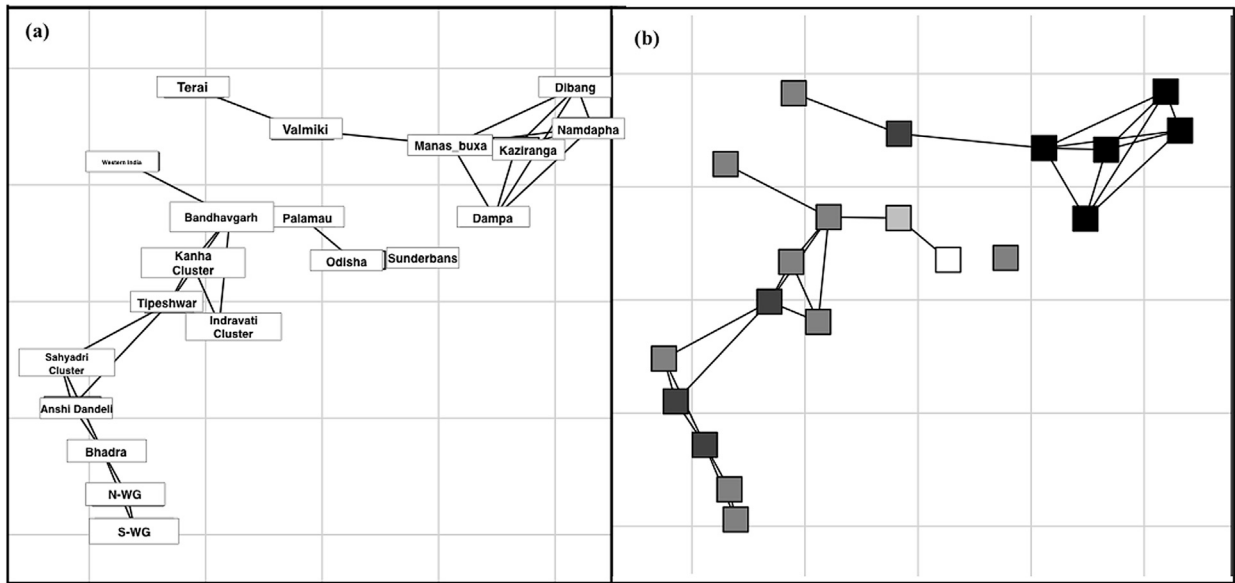 (a)
(b)
Terai
Dibang
Valmiki
Namdapha
Manas_buxa
Kaziranga
Western India
Bandhavgarh
Palamau
Dampa
Kanha
Cluster
Odisha
Sunderbans
Tipeshwar
Indravati
Cluster
Sahyadri
Cluster
Anshi Dandeli
Bhadra
N-WG
S-WG